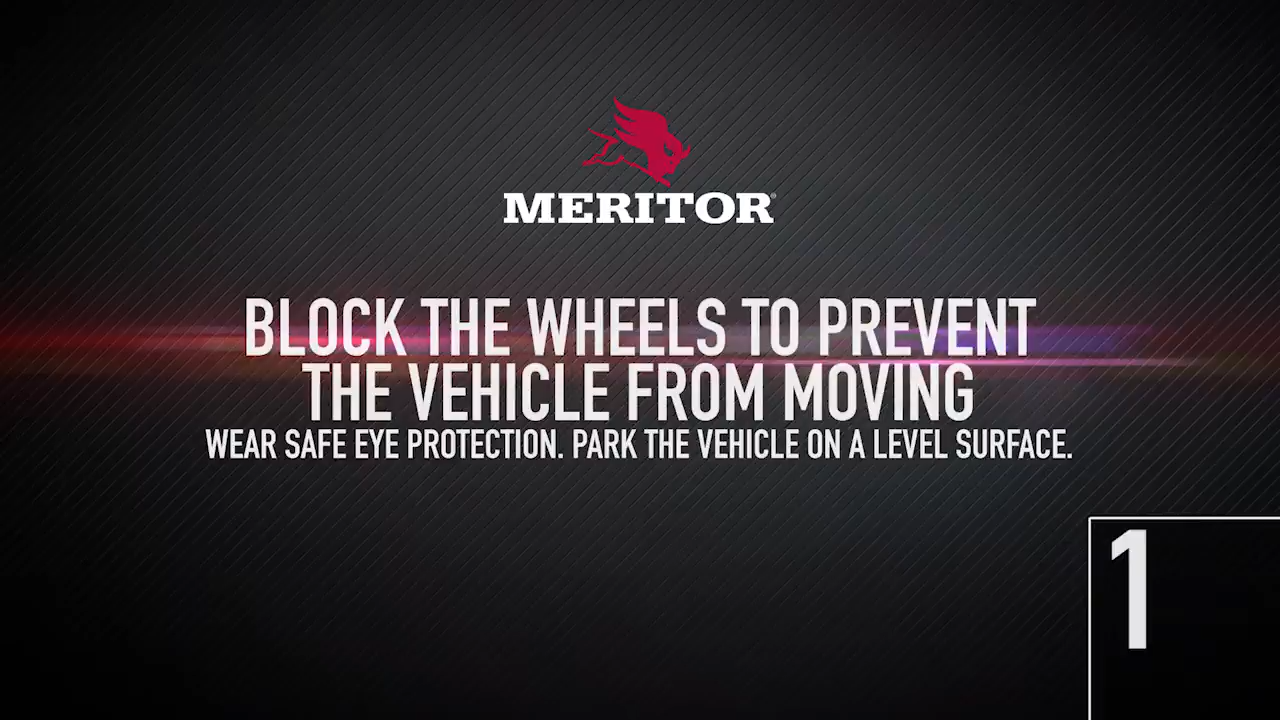 MERITOR®
BLOCK THE WHEELS TO PREVENT
THE VEHICLE FROM MOVING
WEAR SAFE EYE PROTECTION. PARK THE VEHICLE ON A LEVEL SURFACE.
1